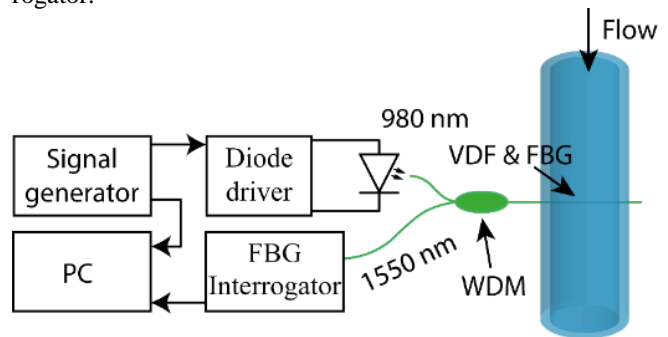 rogator.
Flow
980 nm
VDF & FBG
Signal
generator
Diode
driver
PC
FBG
Interrogator
1550 nm
WDM